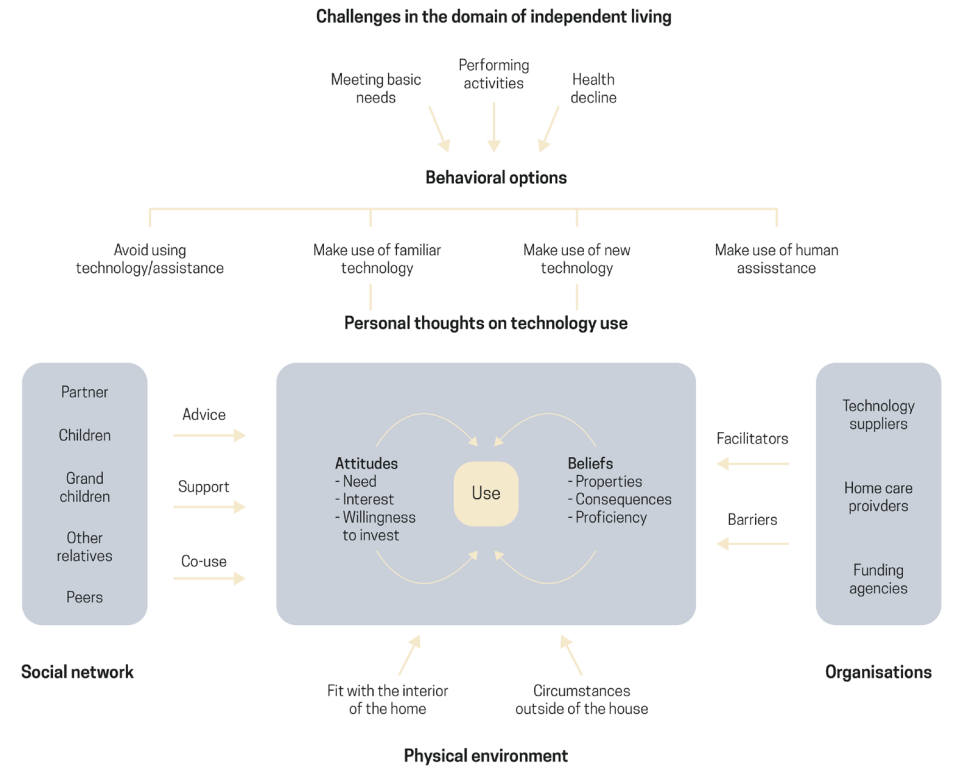 Challenges in the domain of independent living
Meeting basic
needs
Performing
activities
Health
decline
Behavioral options
Avoid using
technology/assistance
Make use of familiar
technology
Make use of new
technology
Make use of human
assisstance
Personal thoughts on technology use
Partner
Children
Grand
children
Other
relatives
Peers
Social network
Advice
Support
Co-use
Attitudes
- Need
- Interest
- Willingness
to invest
Use
Beliefs
- Properties
- Consequences
- Proficiency
Facilitators
Barriers
Technology
suppliers
Home care
proivders
Funding
agencies
Organisations
Fit with the interior
of the home
Circumstances
outside of the house
Physical environment